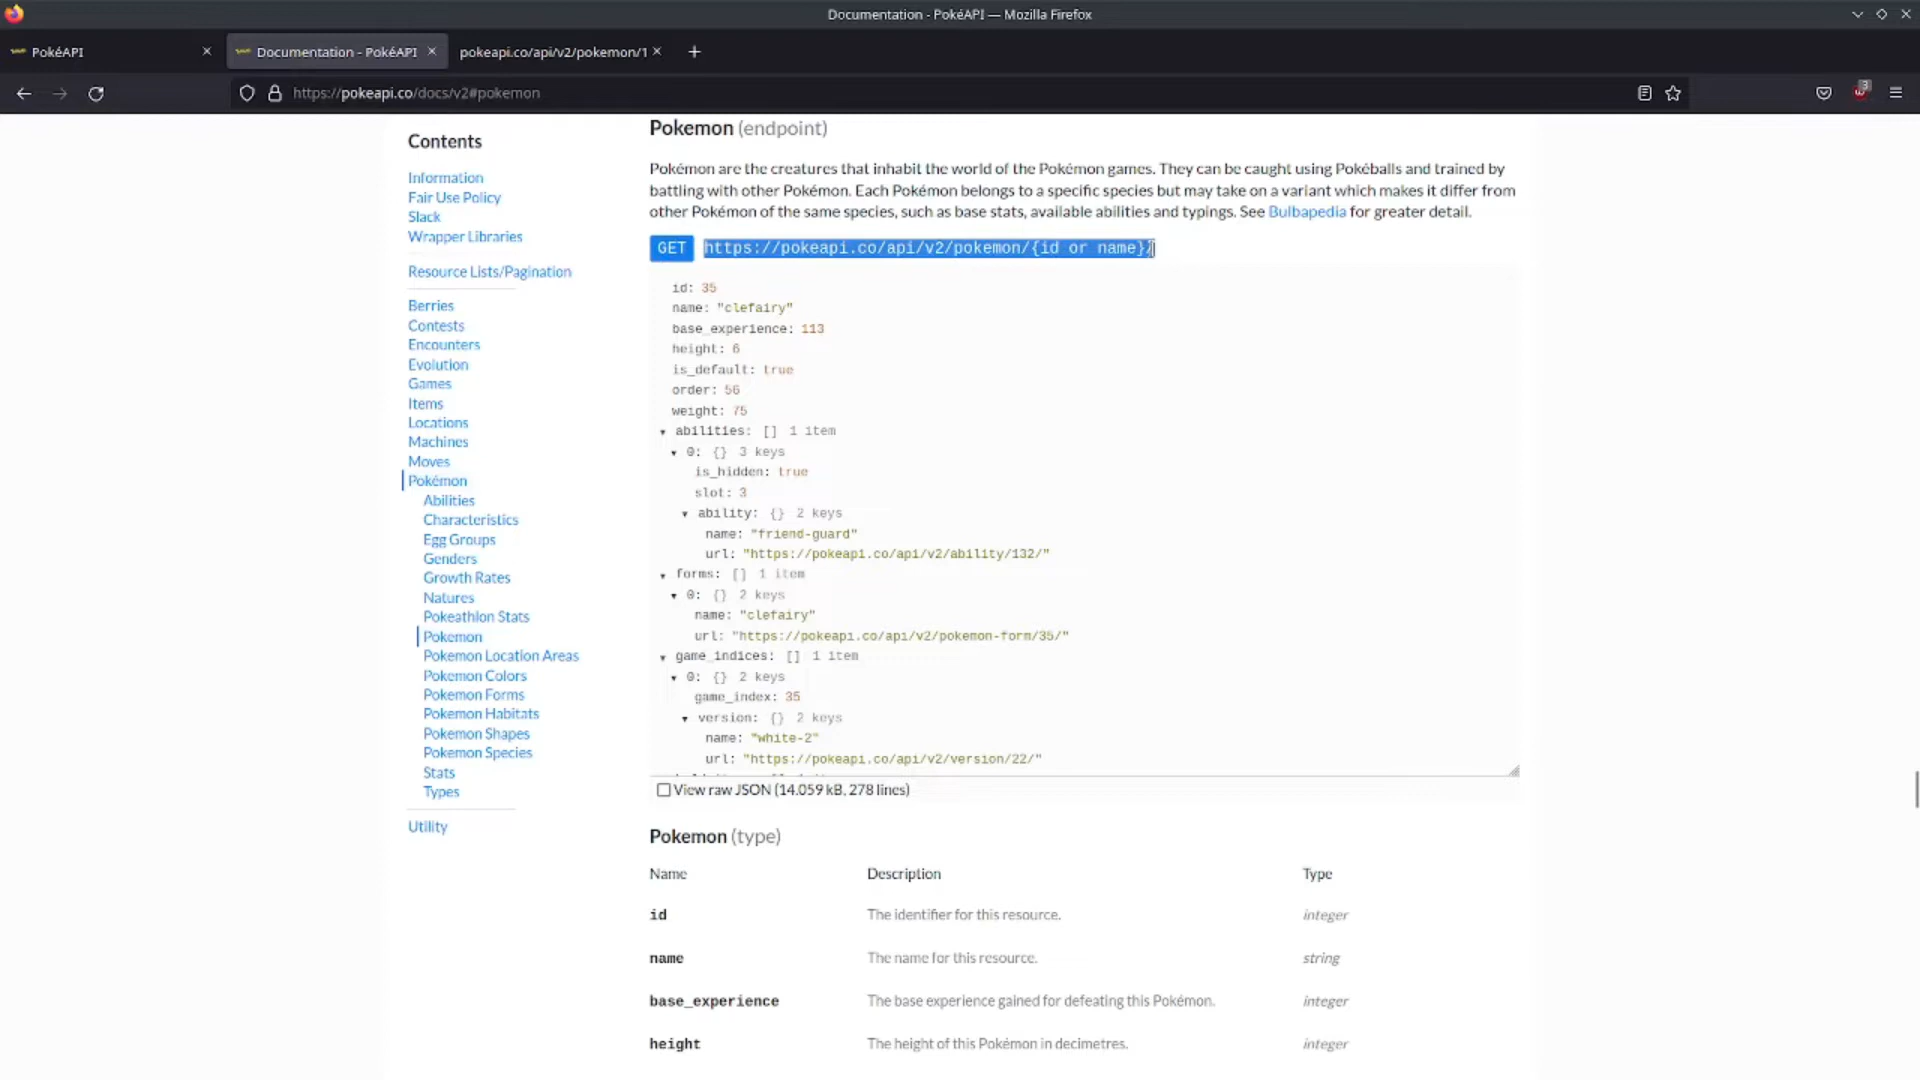 Documentation - PokéAPI — Mozilla Firefox
PokéAPI
Documentation - PokéAPI
pokeapi.co/api/v2/pokemon/1
https://pokeapi.co/docs/v2#pokemon
3
Contents
Information
Fair Use Policy
Slack
Wrapper Libraries
Resource Lists/Pagination
Berries
Contests
Encounters
Evolution
Games
Items
Locations
Machines
Moves
Pokémon
Abilities
Characteristics
Egg Groups
Genders
Growth Rates
Natures
Pokeathlon Stats
Pokemon
Pokemon Location Areas
Pokemon Colors
Pokemon Forms
Pokemon Habitats
Pokemon Shapes
Pokemon Species
Stats
Types
Utility
Pokemon (endpoint)
Pokémon are the creatures that inhabit the world of the Pokémon games. They can be caught using Pokéballs and trained by
battling with other Pokémon. Each Pokémon belongs to a specific species but may take on a variant which makes it differ from
other Pokémon of the same species, such as base stats, available abilities and typings. See Bulbapedia for greater detail.
GET https://pokeapi.co/api/v2/pokemon/{id or name}/
id: 35
name: "clefairy"
base_experience: 113
height: 6
is_default: true
order: 56
weight: 75
abilities: [] 1 item
0: {} 3 keys
is_hidden: true
slot: 3
ability: {} 2 keys
name: "friend-guard"
url: "https://pokeapi.co/api/v2/ability/132/"
forms: [] 1 item
0: {} 2 keys
name: "clefairy"
url: "https://pokeapi.co/api/v2/pokemon-form/35/"
game_indices: [] 1 item
0: {} 2 keys
game_index: 35
version: {} 2 keys
name: "white-2"
url: "https://pokeapi.co/api/v2/version/22/"
View raw JSON (14.059 kB, 278 lines)
Pokemon (type)
Name Description Type
id The identifier for this resource. integer
name The name for this resource. string
base_experience The base experience gained for defeating this Pokémon. integer
height The height of this Pokémon in decimetres. integer